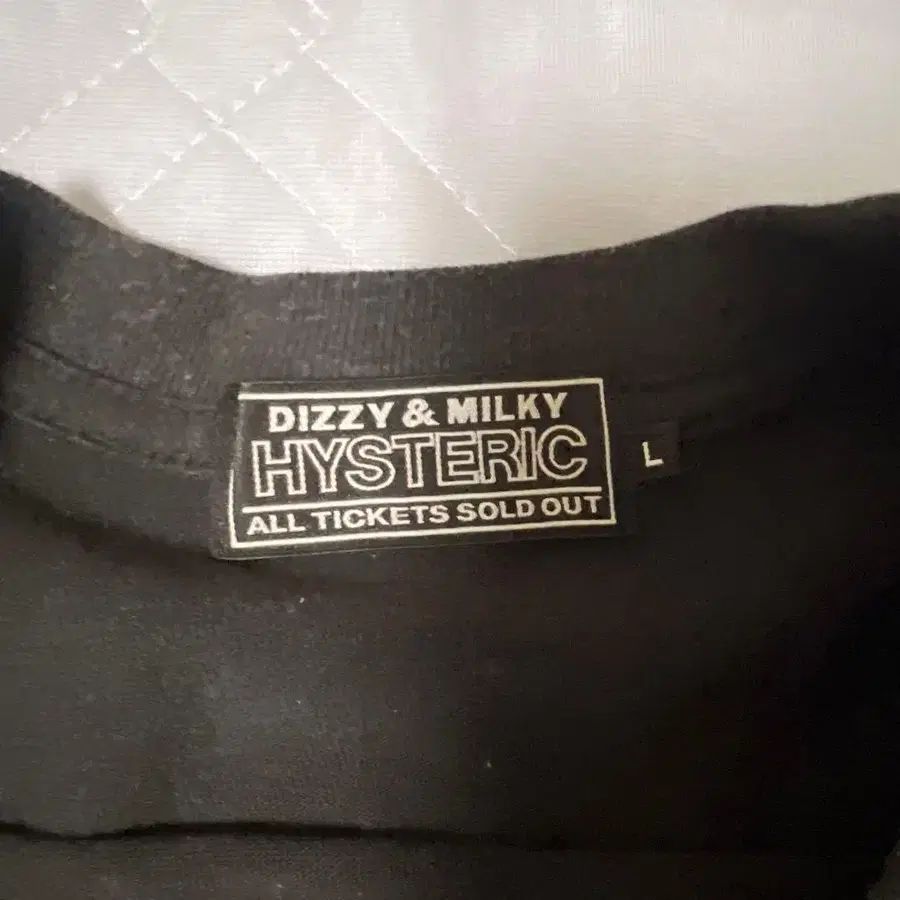 DIZZY & MILKY
HYSTERIC
ALL TICKETS SOLD OUT
L